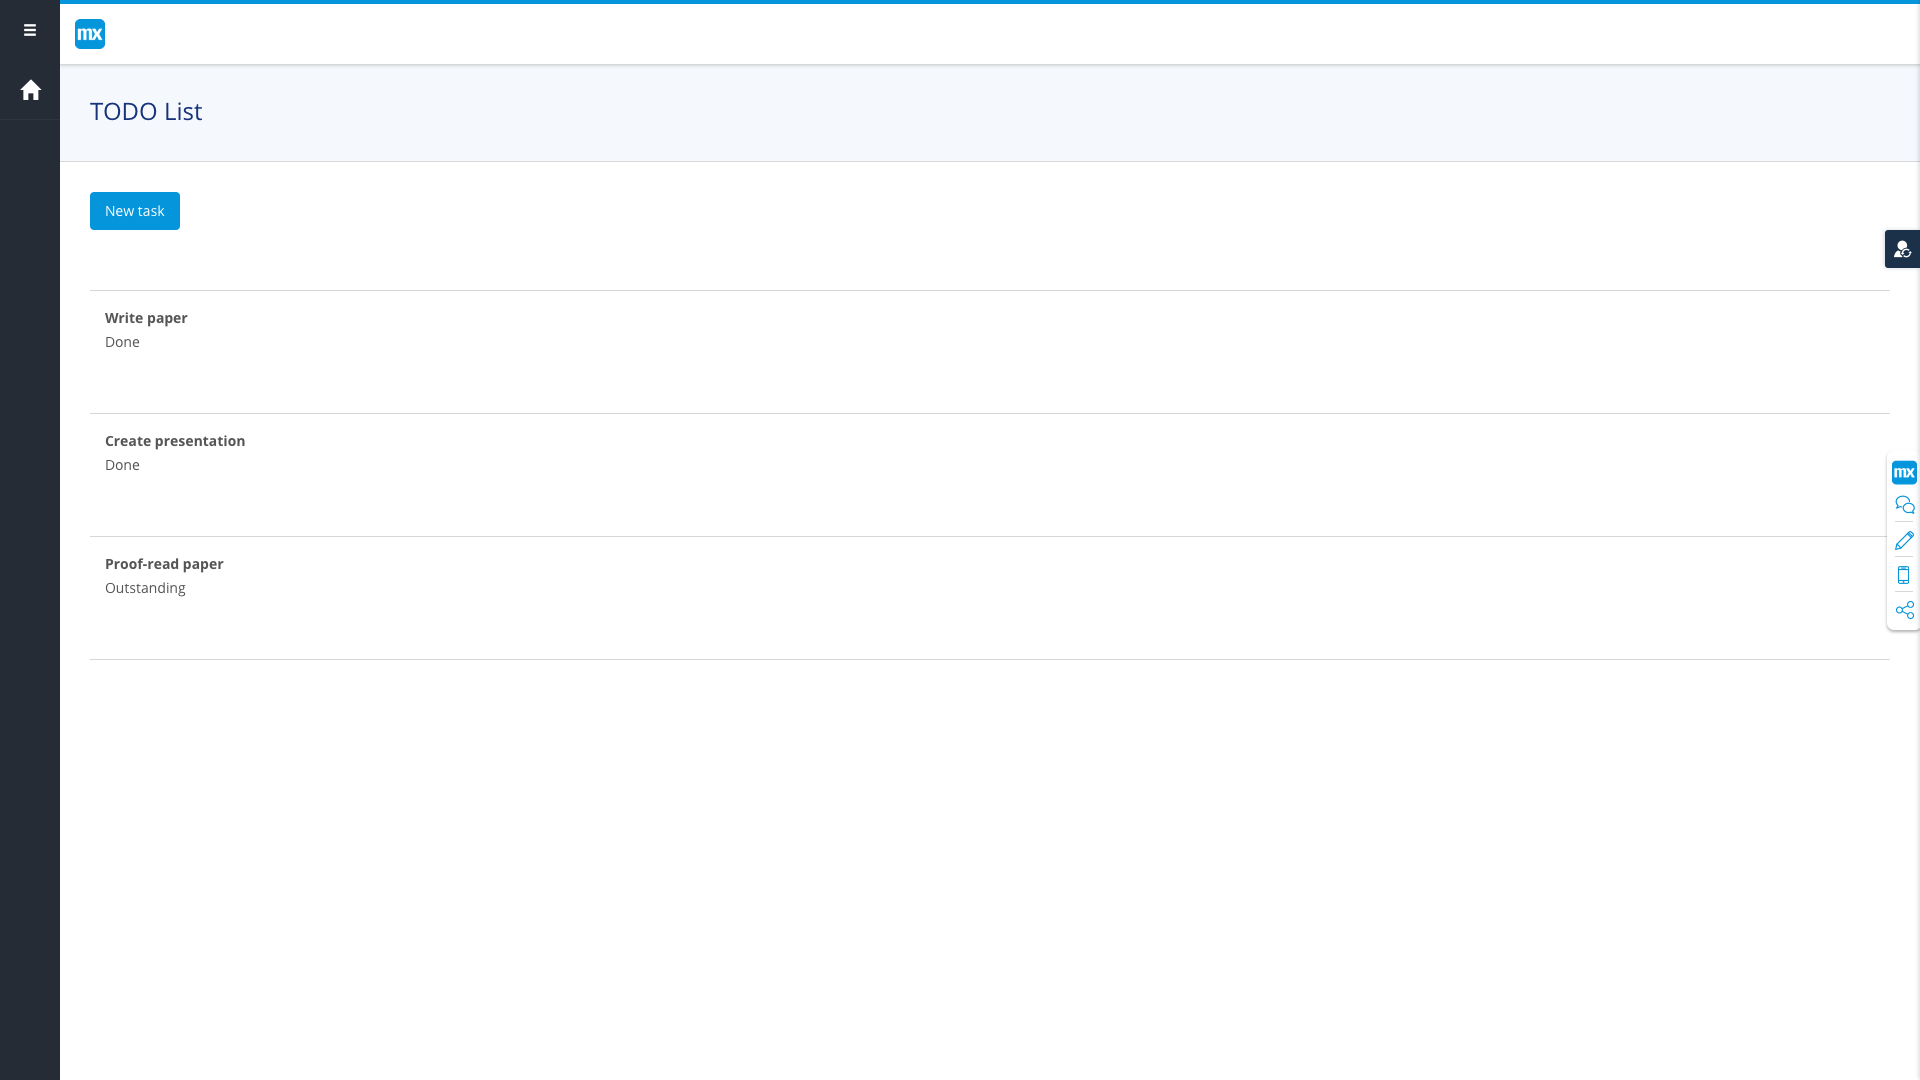 mx
TODO List
New task
Write paper
Done
Create presentation
Done
mx
Proof-read paper
Outstanding